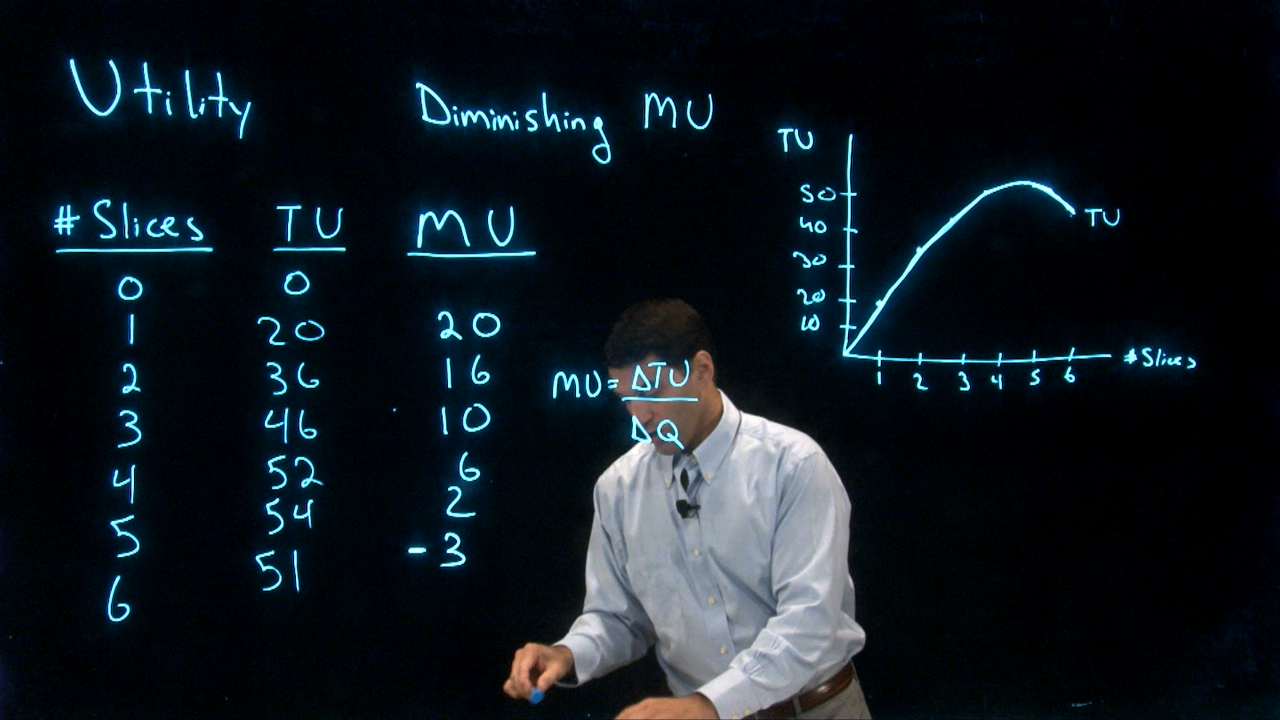 Utility
Diminishing MU
# Slices TU MU
0 0
1 20 20
2 36 16
3 46 10
4 52 6
5 54 2
6 51 -3
MU = ΔTU
ΔQ
TU
50
40
30
20
10
TU
1 2 3 4 5 6
# Slices